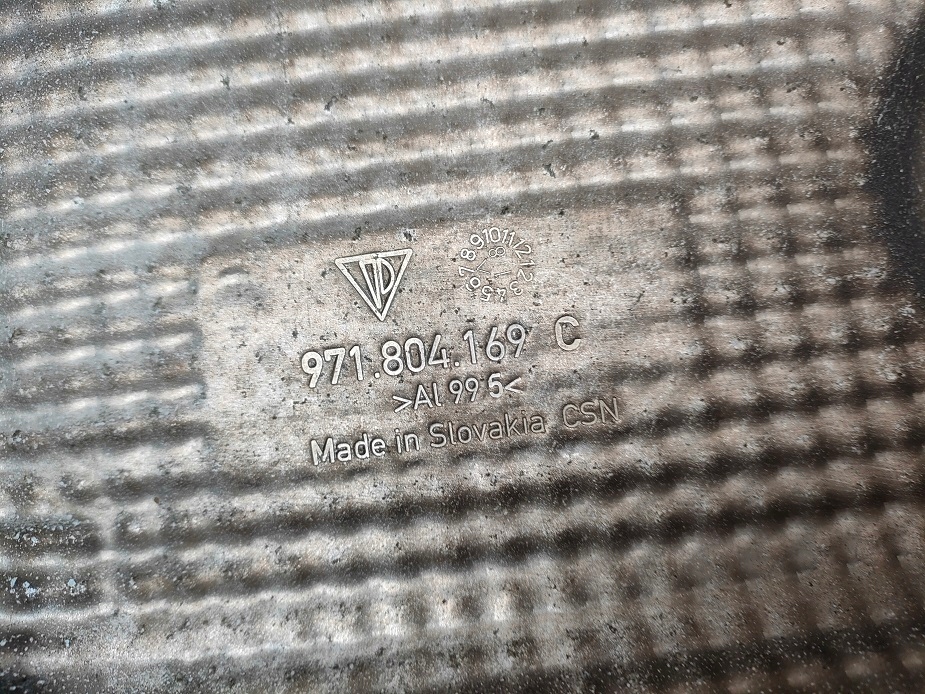 971.804.169 C
>Al 99 5<
Made in Slovakia CSN